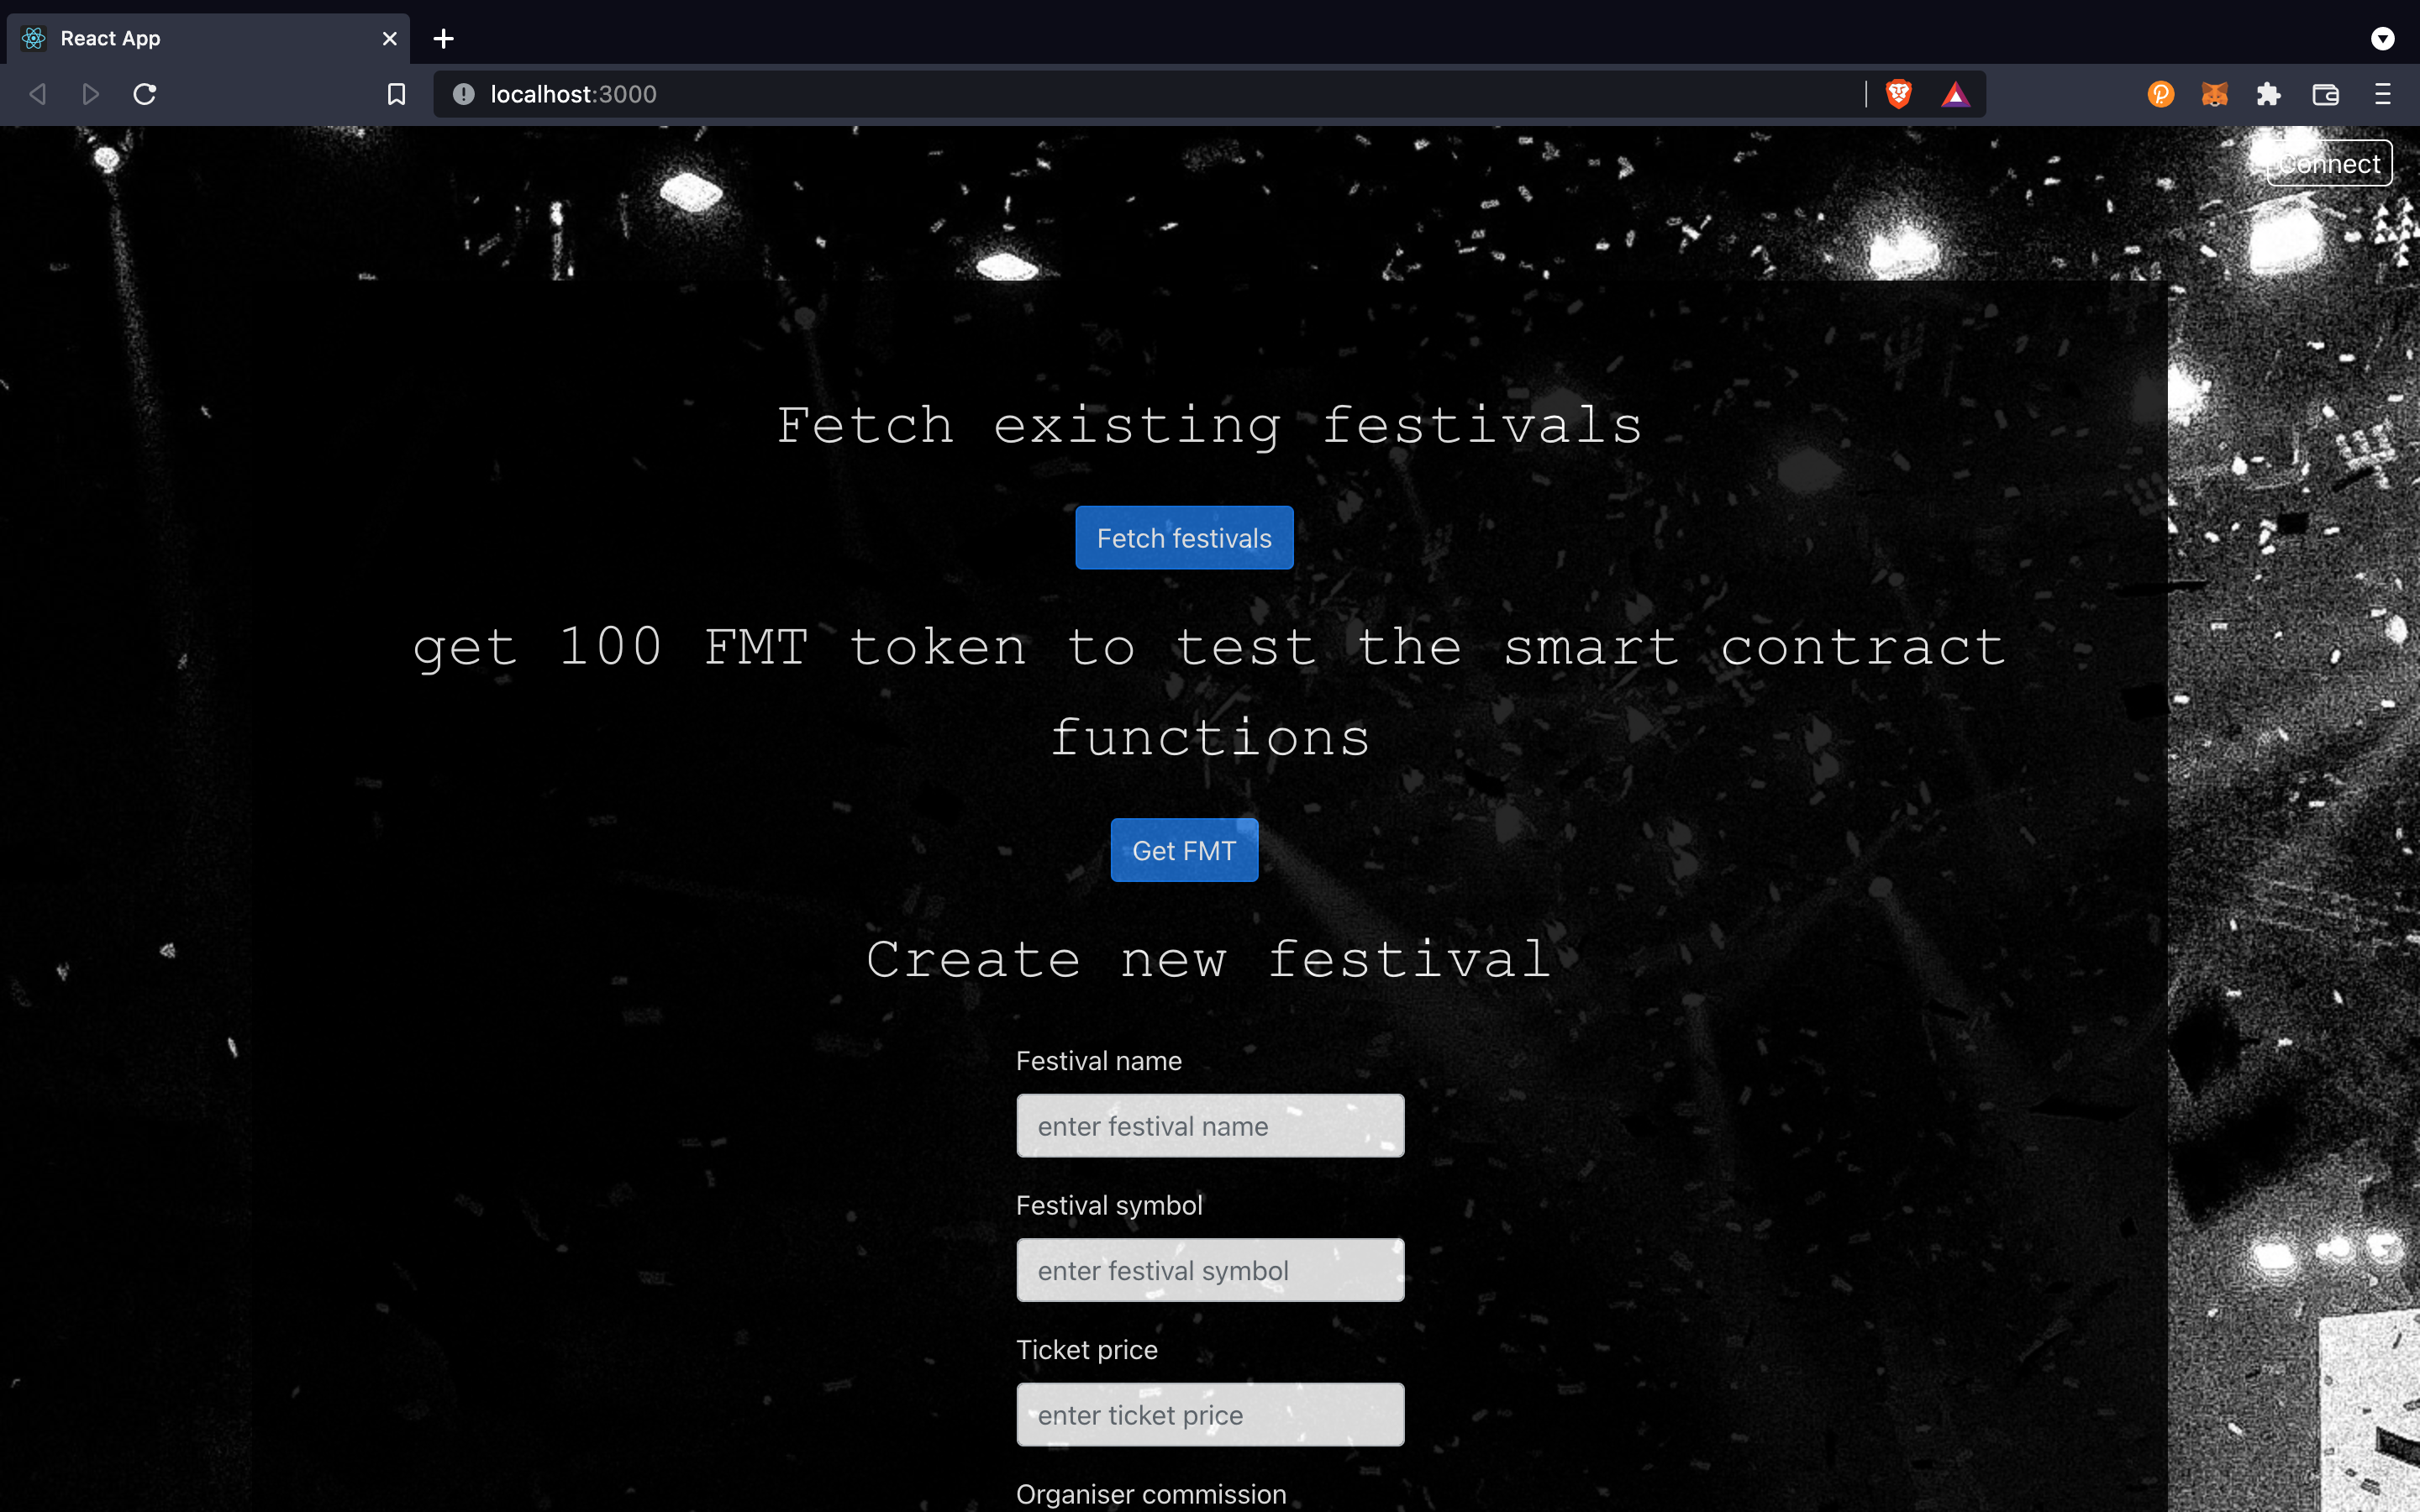 React App
localhost:3000
Connect
Fetch existing festivals
Fetch festivals
get 100 FMT token to test the smart contract
functions
Get FMT
Create new festival
Festival name
enter festival name
Festival symbol
enter festival symbol
Ticket price
enter ticket price
Organiser commission